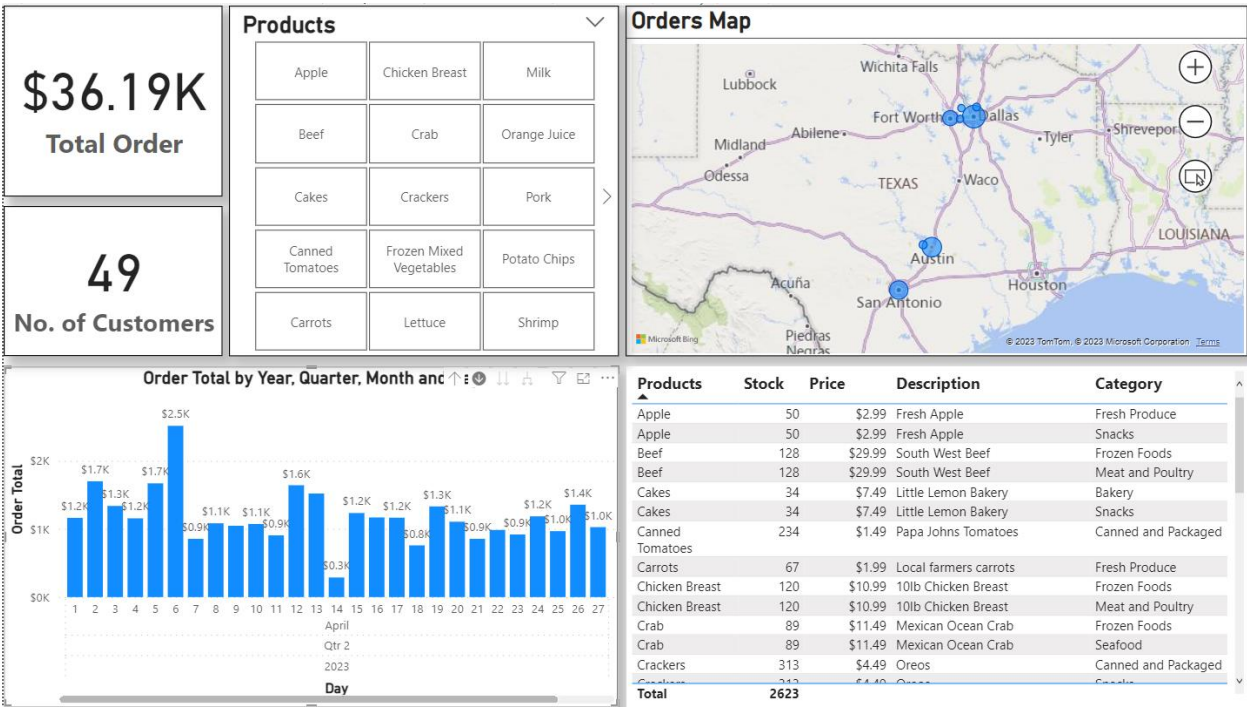 $36.19K
Total Order
49
No. of Customers
Products
Apple
Chicken Breast
Milk
Beef
Crab
Orange Juice
Cakes
Crackers
Pork
Canned
Tomatoes
Frozen Mixed
Vegetables
Potato Chips
Carrots
Lettuce
Shrimp
Orders Map
Wichita Falls
Lubbock
Fort Worth
Dallas
Abilene
Tyler
Shrevepor
Midland
Odessa
TEXAS
Waco
LOUISIANA
Austin
Houston
Acuña
San Antonio
Piedras
Negras
Microsoft Bing
© 2023 TomTom, © 2023 Microsoft Corporation Terms
Order Total by Year, Quarter, Month and
Order Total
$2K
$1K
$0K
$1.2K $1.7K $1.3K $1.2K $1.7K $2.5K $0.9K $1.1K $1.1K $0.9K $1.6K $0.3K $1.2K $1.2K $0.8K $1.3K $1.1K $0.9K $0.9K $1.2K $1.0K $1.4K $1.0K
1 2 3 4 5 6 7 8 9 10 11 12 13 14 15 16 17 18 19 20 21 22 23 24 25 26 27
April
Qtr 2
2023
Day
Products Stock Price Description Category
Apple 50 $2.99 Fresh Apple Fresh Produce
Apple 50 $2.99 Fresh Apple Snacks
Beef 128 $29.99 South West Beef Frozen Foods
Beef 128 $29.99 South West Beef Meat and Poultry
Cakes 34 $7.49 Little Lemon Bakery Bakery
Cakes 34 $7.49 Little Lemon Bakery Snacks
Canned 234 $1.49 Papa Johns Tomatoes Canned and Packaged
Tomatoes
Carrots 67 $1.99 Local farmers carrots Fresh Produce
Chicken Breast 120 $10.99 10lb Chicken Breast Frozen Foods
Chicken Breast 120 $10.99 10lb Chicken Breast Meat and Poultry
Crab 89 $11.49 Mexican Ocean Crab Frozen Foods
Crab 89 $11.49 Mexican Ocean Crab Seafood
Crackers 313 $4.49 Oreos Canned and Packaged
Crackers 313 $4.49 Oreos Snacks
Total 2623